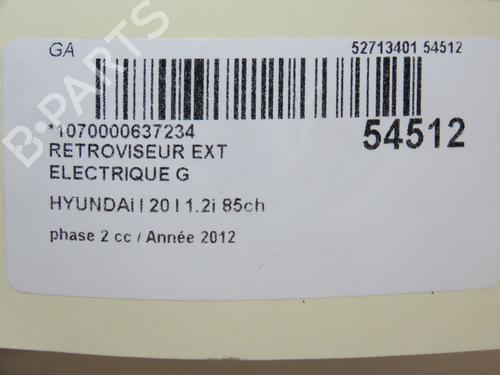 GA
52713401 54512
*1070000637234
54512
RETROVISEUR EXT
ELECTRIQUE G
HYUNDAI I 20 I 1.2i 85ch
phase 2 cc / Année 2012
B-PARTS